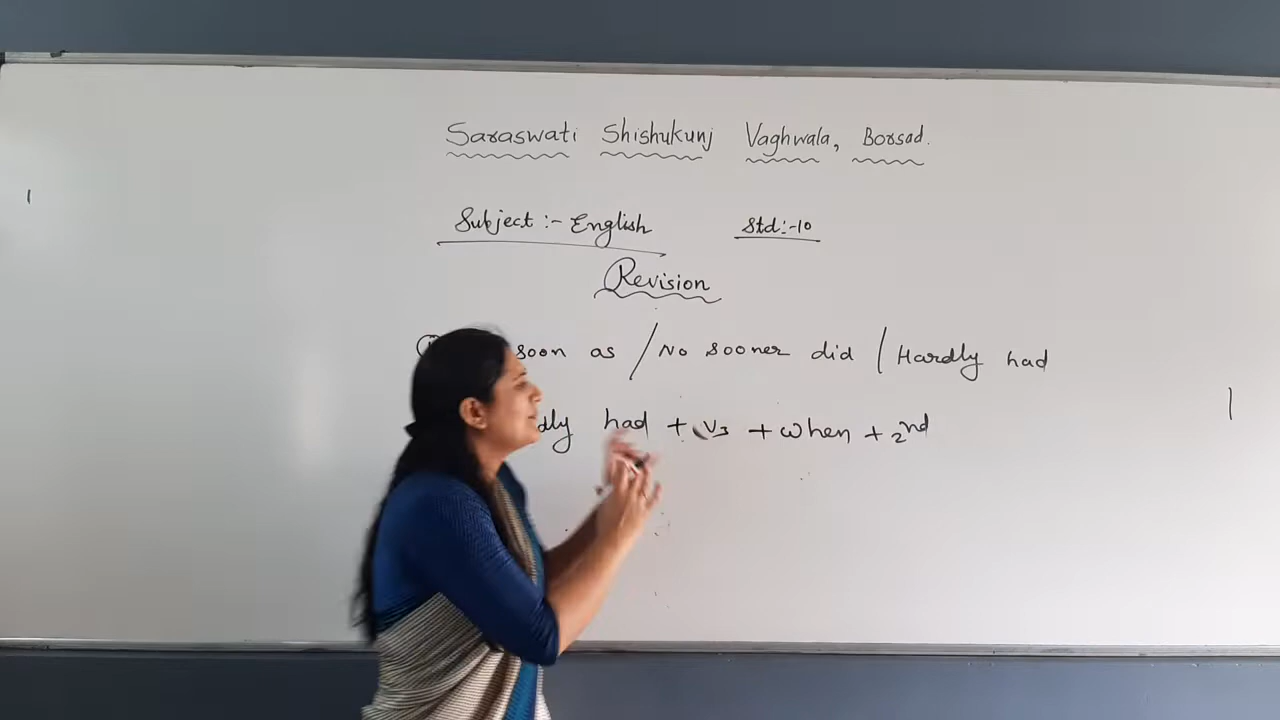 Saraswati Shishukunj Vaghwala, Borsad.
Subject :- English Std:-10
Revision
soon as / No sooner did / Hardly had
dly had + V3 + when + 2nd